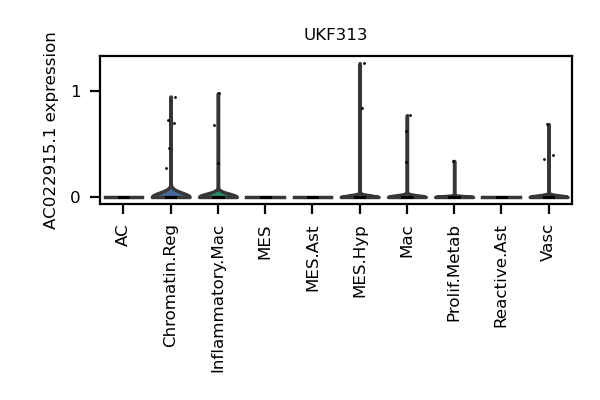 UKF313
AC022915.1 expression
1
0
AC
Chromatin.Reg
Inflammatory.Mac
MES
MES.Ast
MES.Hyp
Mac
Prolif.Metab
Reactive.Ast
Vasc